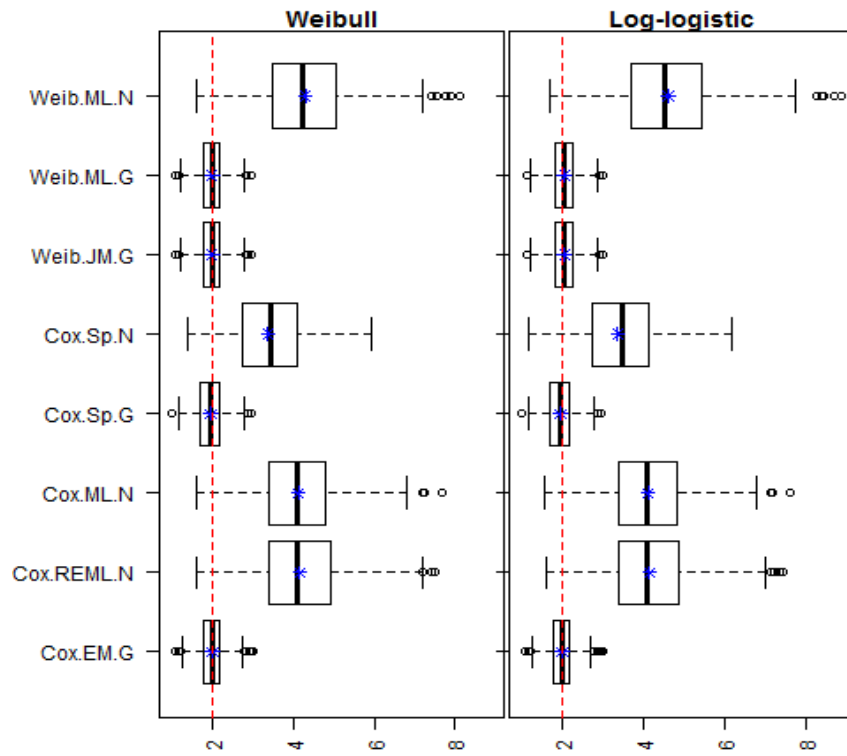 Weibull Log-logistic
Weib.ML.N
Weib.ML.G
Weib.JM.G
Cox.Sp.N
Cox.Sp.G
Cox.ML.N
Cox.REML.N
Cox.EM.G
2 4 6 8 2 4 6 8